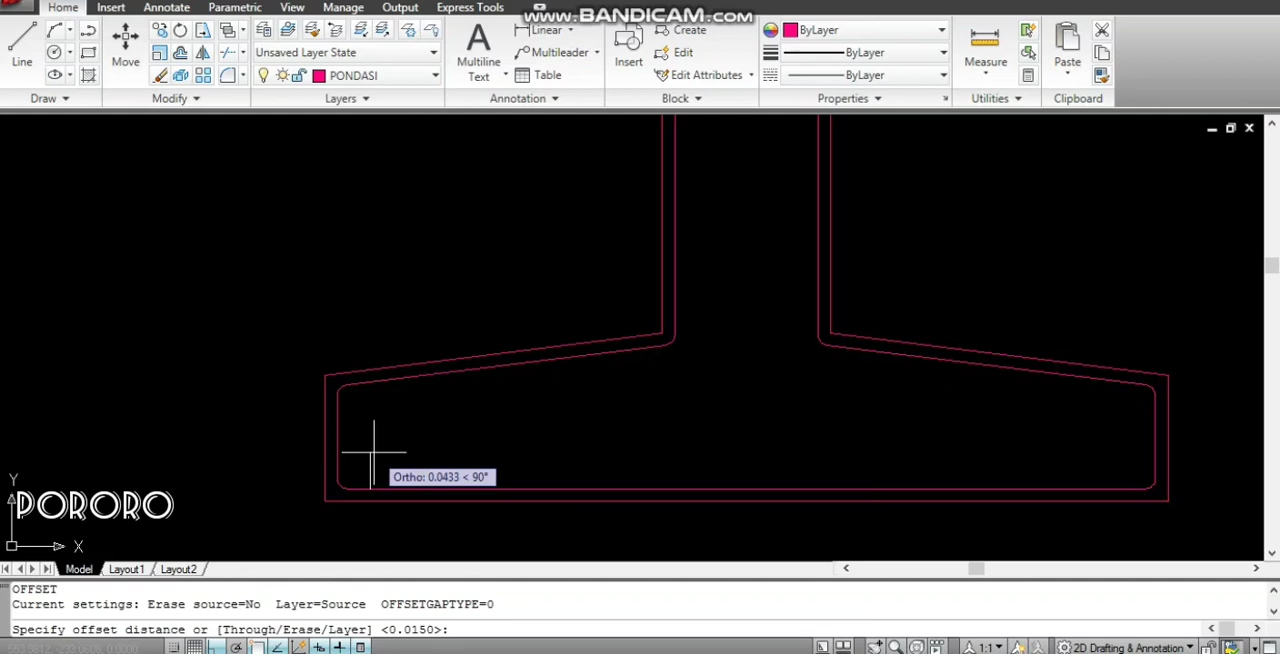 Home Insert Annotate Parametric View Manage Output Express Tools
www.BANDICAM.com
Line
Move
Unsaved Layer State
PONDASI
Multiline
Text
Linear
Multileader
Table
Insert
Create
Edit
Edit Attributes
ByLayer
ByLayer
ByLayer
Measure
Paste
Draw Modify Layers Annotation Block Properties Utilities Clipboard
Ortho: 0.0433 < 90°
Y
PORORO
X
Model Layout1 Layout2
OFFSET
Current settings: Erase source=No Layer=Source OFFSETGAPTYPE=0
Specify offset distance or [Through/Erase/Layer] <0.0150>:
1:1 2D Drafting & Annotation